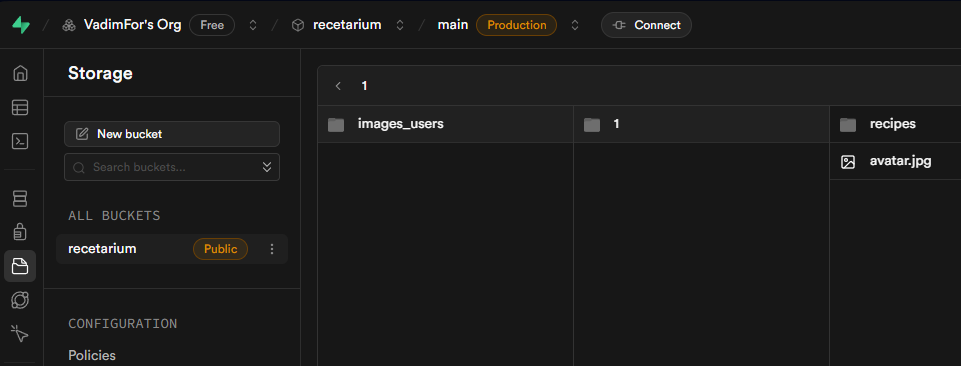 VadimFor's Org Free / recetarium / main Production Connect
Storage
New bucket
Search buckets...
ALL BUCKETS
recetarium Public
CONFIGURATION
Policies
1
images_users
1
recipes
avatar.jpg